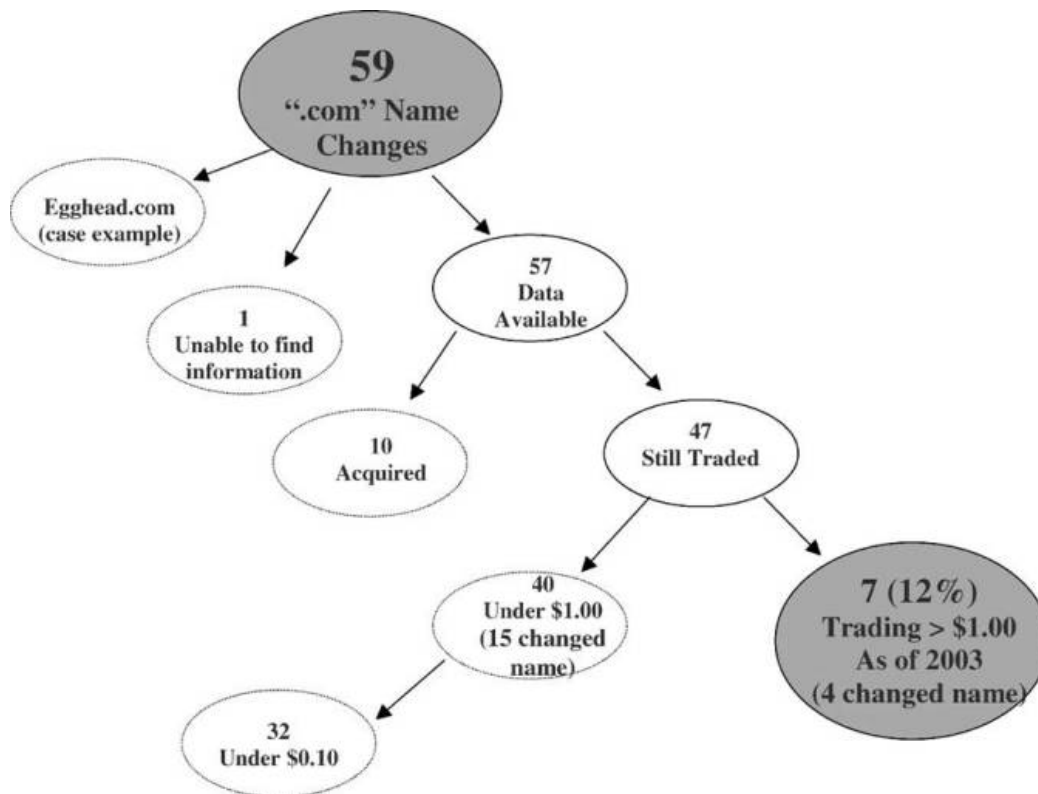 59
“.com” Name
Changes
Egghead.com
(case example)
1
Unable to find
information
57
Data
Available
10
Acquired
47
Still Traded
40
Under $1.00
(15 changed
name)
7 (12%)
Trading > $1.00
As of 2003
(4 changed name)
32
Under $0.10